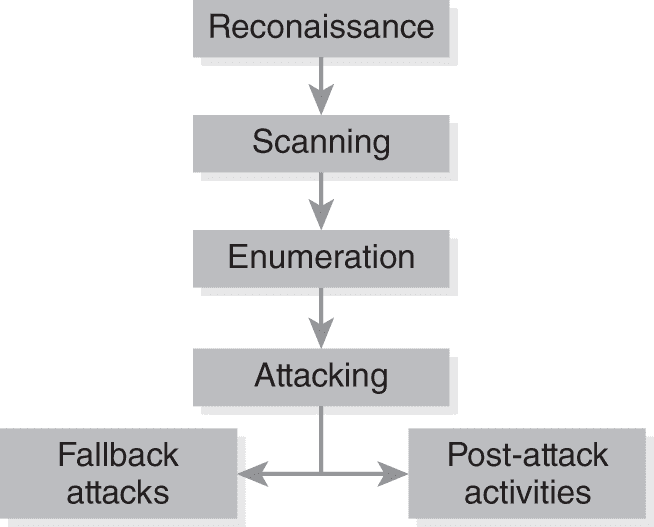 Reconaissance
Scanning
Enumeration
Attacking
Fallback
attacks
Post-attack
activities